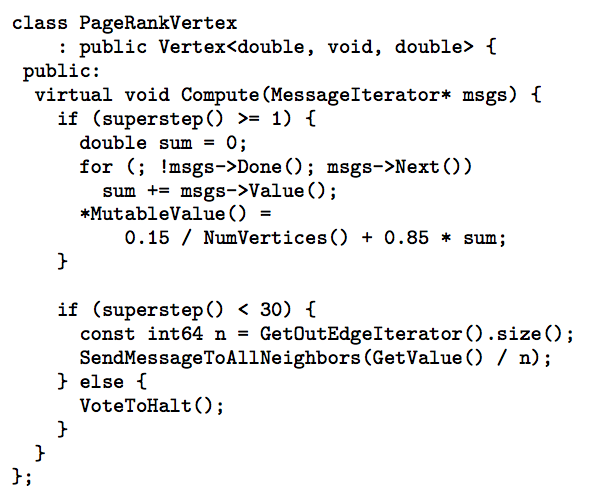 class PageRankVertex
    : public Vertex<double, void, double> {
 public:
  virtual void Compute(MessageIterator* msgs) {
    if (superstep() >= 1) {
      double sum = 0;
      for (; !msgs->Done(); msgs->Next())
        sum += msgs->Value();
      *MutableValue() =
          0.15 / NumVertices() + 0.85 * sum;
    }

    if (superstep() < 30) {
      const int64 n = GetOutEdgeIterator().size();
      SendMessageToAllNeighbors(GetValue() / n);
    } else {
      VoteToHalt();
    }
  }
};